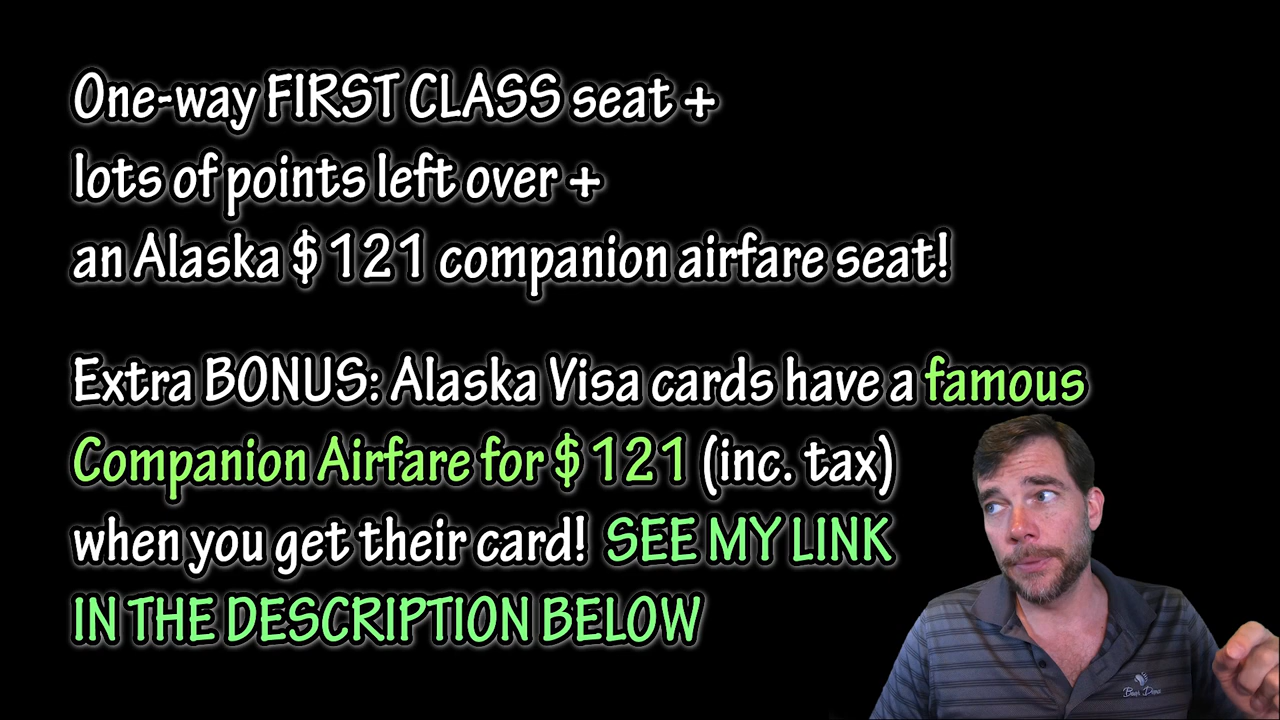 One-way FIRST CLASS seat +
lots of points left over +
an Alaska $121 companion airfare seat!
Extra BONUS: Alaska Visa cards have a famous
Companion Airfare for $121 (inc. tax)
when you get their card! SEE MY LINK
IN THE DESCRIPTION BELOW